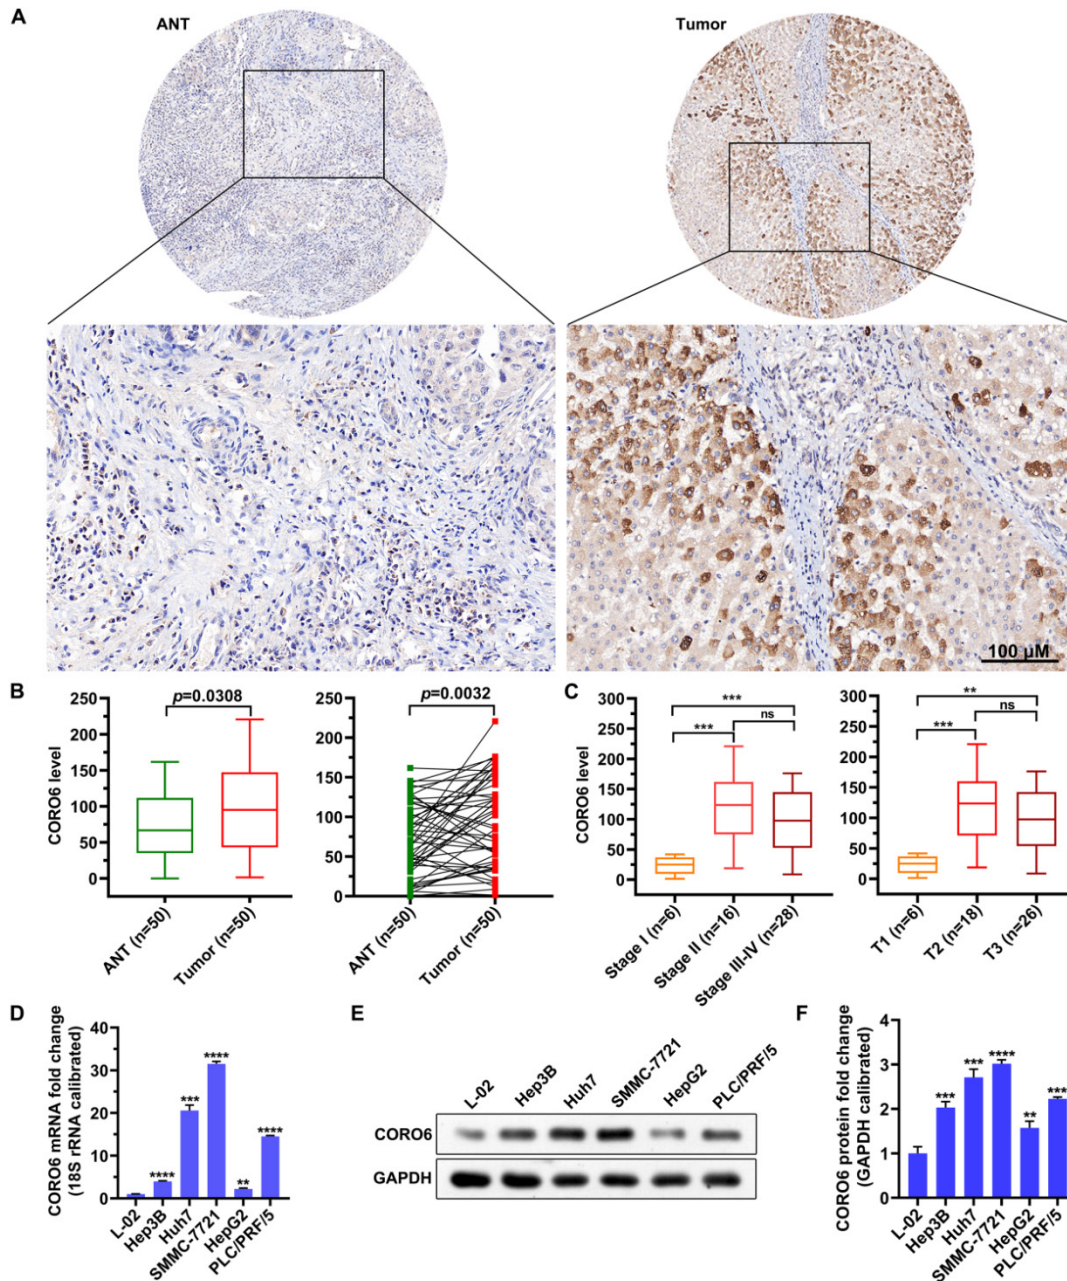 A
ANT
Tumor
100 µM
B
CORO6 level
250
200
150
100
50
0
p=0.0308
ANT (n=50)
Tumor (n=50)
250
200
150
100
50
0
p=0.0032
ANT (n=50)
Tumor (n=50)
C
CORO6 level
300
250
200
150
100
50
0
***
***
ns
Stage I (n=6)
Stage II (n=16)
Stage III-IV (n=28)
300
250
200
150
100
50
0
**
***
ns
T1 (n=6)
T2 (n=18)
T3 (n=26)
D
CORO6 mRNA fold change
(18S rRNA calibrated)
40
30
20
10
0
****
***
****
**
****
L-02
Hep3B
Huh7
SMMC-7721
HepG2
PLC/PRF/5
E
L-02
Hep3B
Huh7
SMMC-7721
HepG2
PLC/PRF/5
CORO6
GAPDH
F
CORO6 protein fold change
(GAPDH calibrated)
4
3
2
1
0
***
***
****
**
****
L-02
Hep3B
Huh7
SMMC-7721
HepG2
PLC/PRF/5